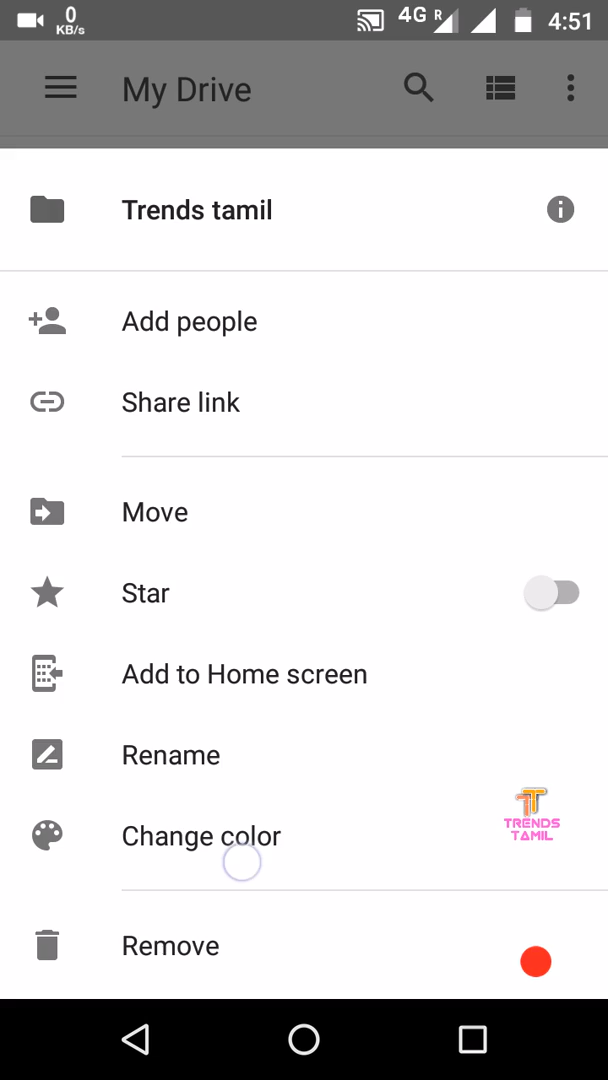 0
KB/s
4G R 4:51
My Drive
Trends tamil
Add people
Share link
Move
Star
Add to Home screen
Rename
TRENDS
TAMIL
Change color
Remove